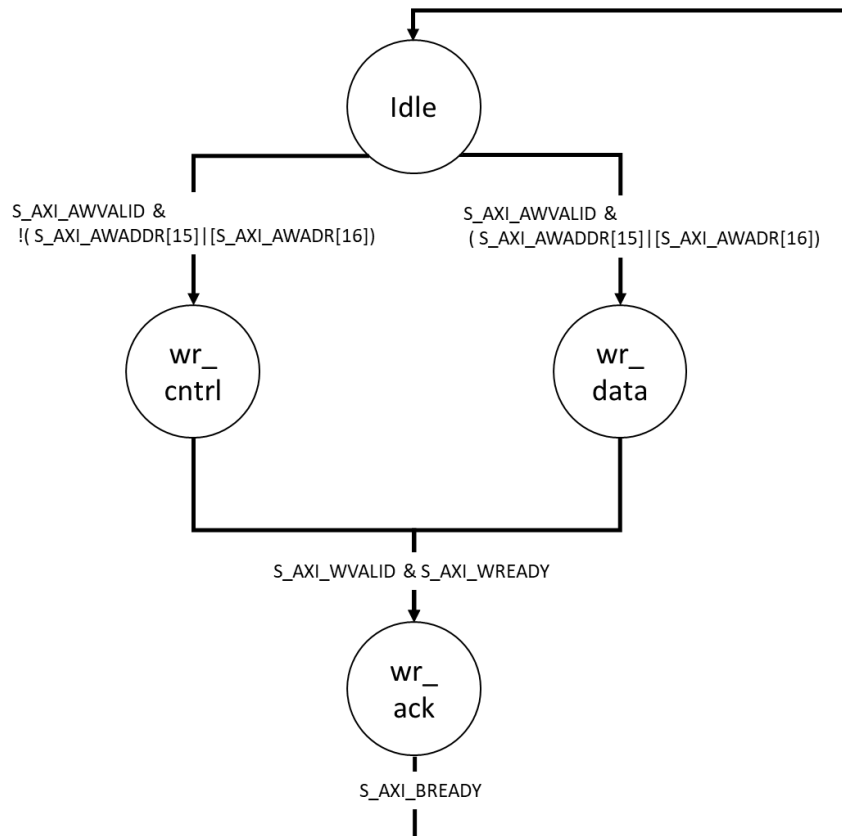 Idle
S_AXI_AWVALID &
!( S_AXI_AWADDR[15]|[S_AXI_AWADR[16])
S_AXI_AWVALID &
( S_AXI_AWADDR[15]|[S_AXI_AWADR[16])
wr_
cntrl
wr_
data
S_AXI_WVALID & S_AXI_WREADY
wr_
ack
S_AXI_BREADY